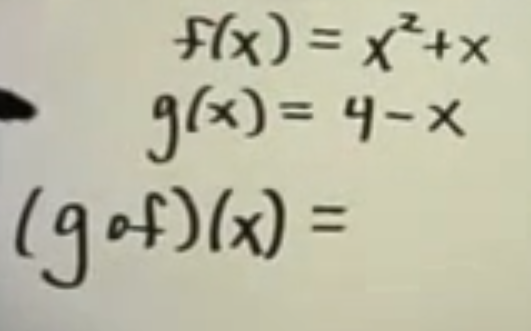 f(x) = x²+x
g(x) = 4-x
(g∘f)(x) =